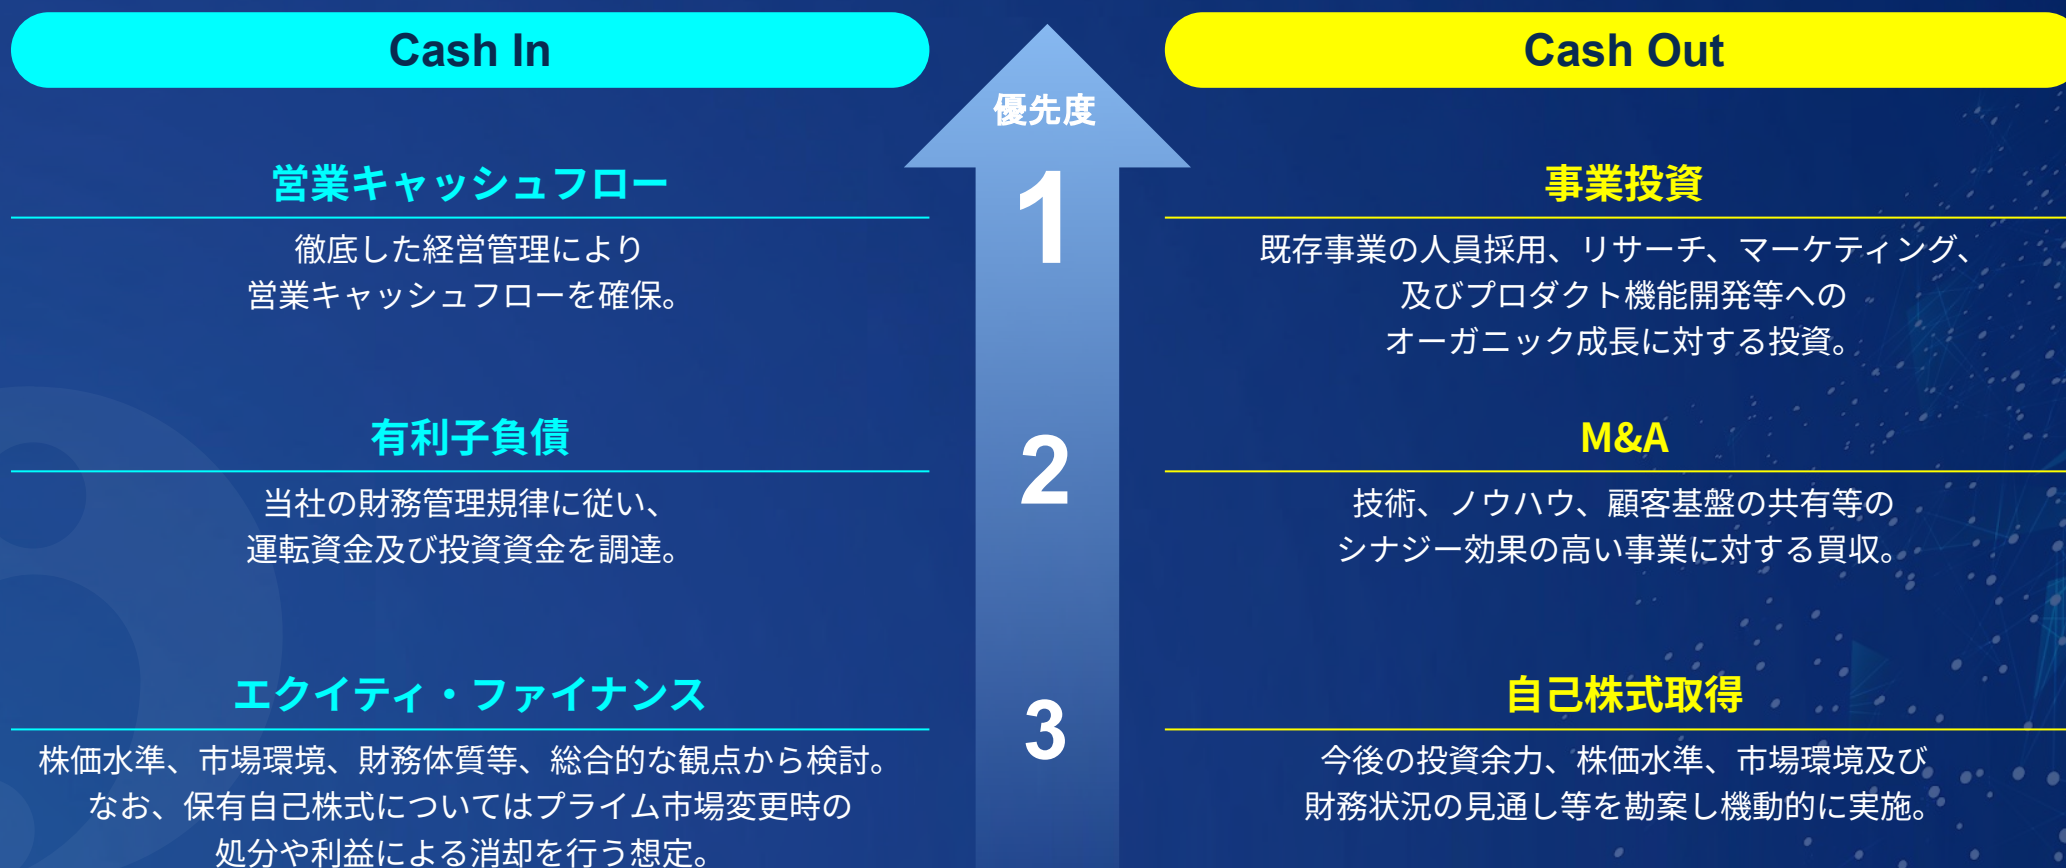 Cash In
営業キャッシュフロー
徹底した経営管理により
営業キャッシュフローを確保。
有利子負債
当社の財務管理規律に従い、
運転資金及び投資資金を調達。
エクイティ・ファイナンス
株価水準、市場環境、財務体質等、総合的な観点から検討。
なお、保有自己株式についてはプライム市場変更時の
処分や利益による消却を行う想定。
優先度
1
2
3
Cash Out
事業投資
既存事業の人員採用、リサーチ、マーケティング、
及びプロダクト機能開発等への
オーガニック成長に対する投資。
M&A
技術、ノウハウ、顧客基盤の共有等の
シナジー効果の高い事業に対する買収。
自己株式取得
今後の投資余力、株価水準、市場環境及び
財務状況の見通し等を勘案し機動的に実施。